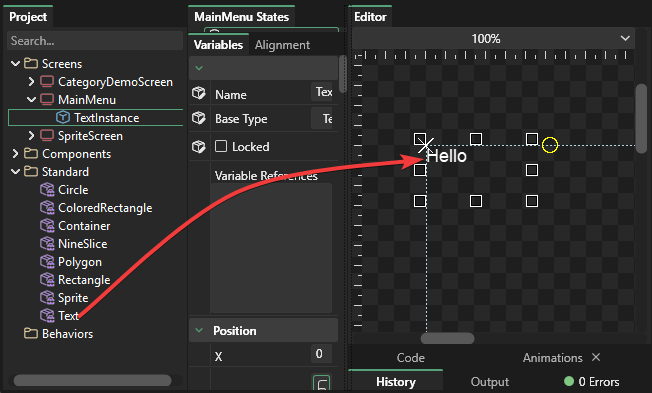 Project
Search...
Screens
CategoryDemoScreen
MainMenu
TextInstance
SpriteScreen
Components
Standard
Circle
ColoredRectangle
Container
NineSlice
Polygon
Rectangle
Sprite
Text
Behaviors
MainMenu States
Variables
Alignment
Name
Tex
Base Type
Te
Locked
Variable References
Position
X
0
Editor
100%
Hello
Code
Animations
History
Output
0 Errors